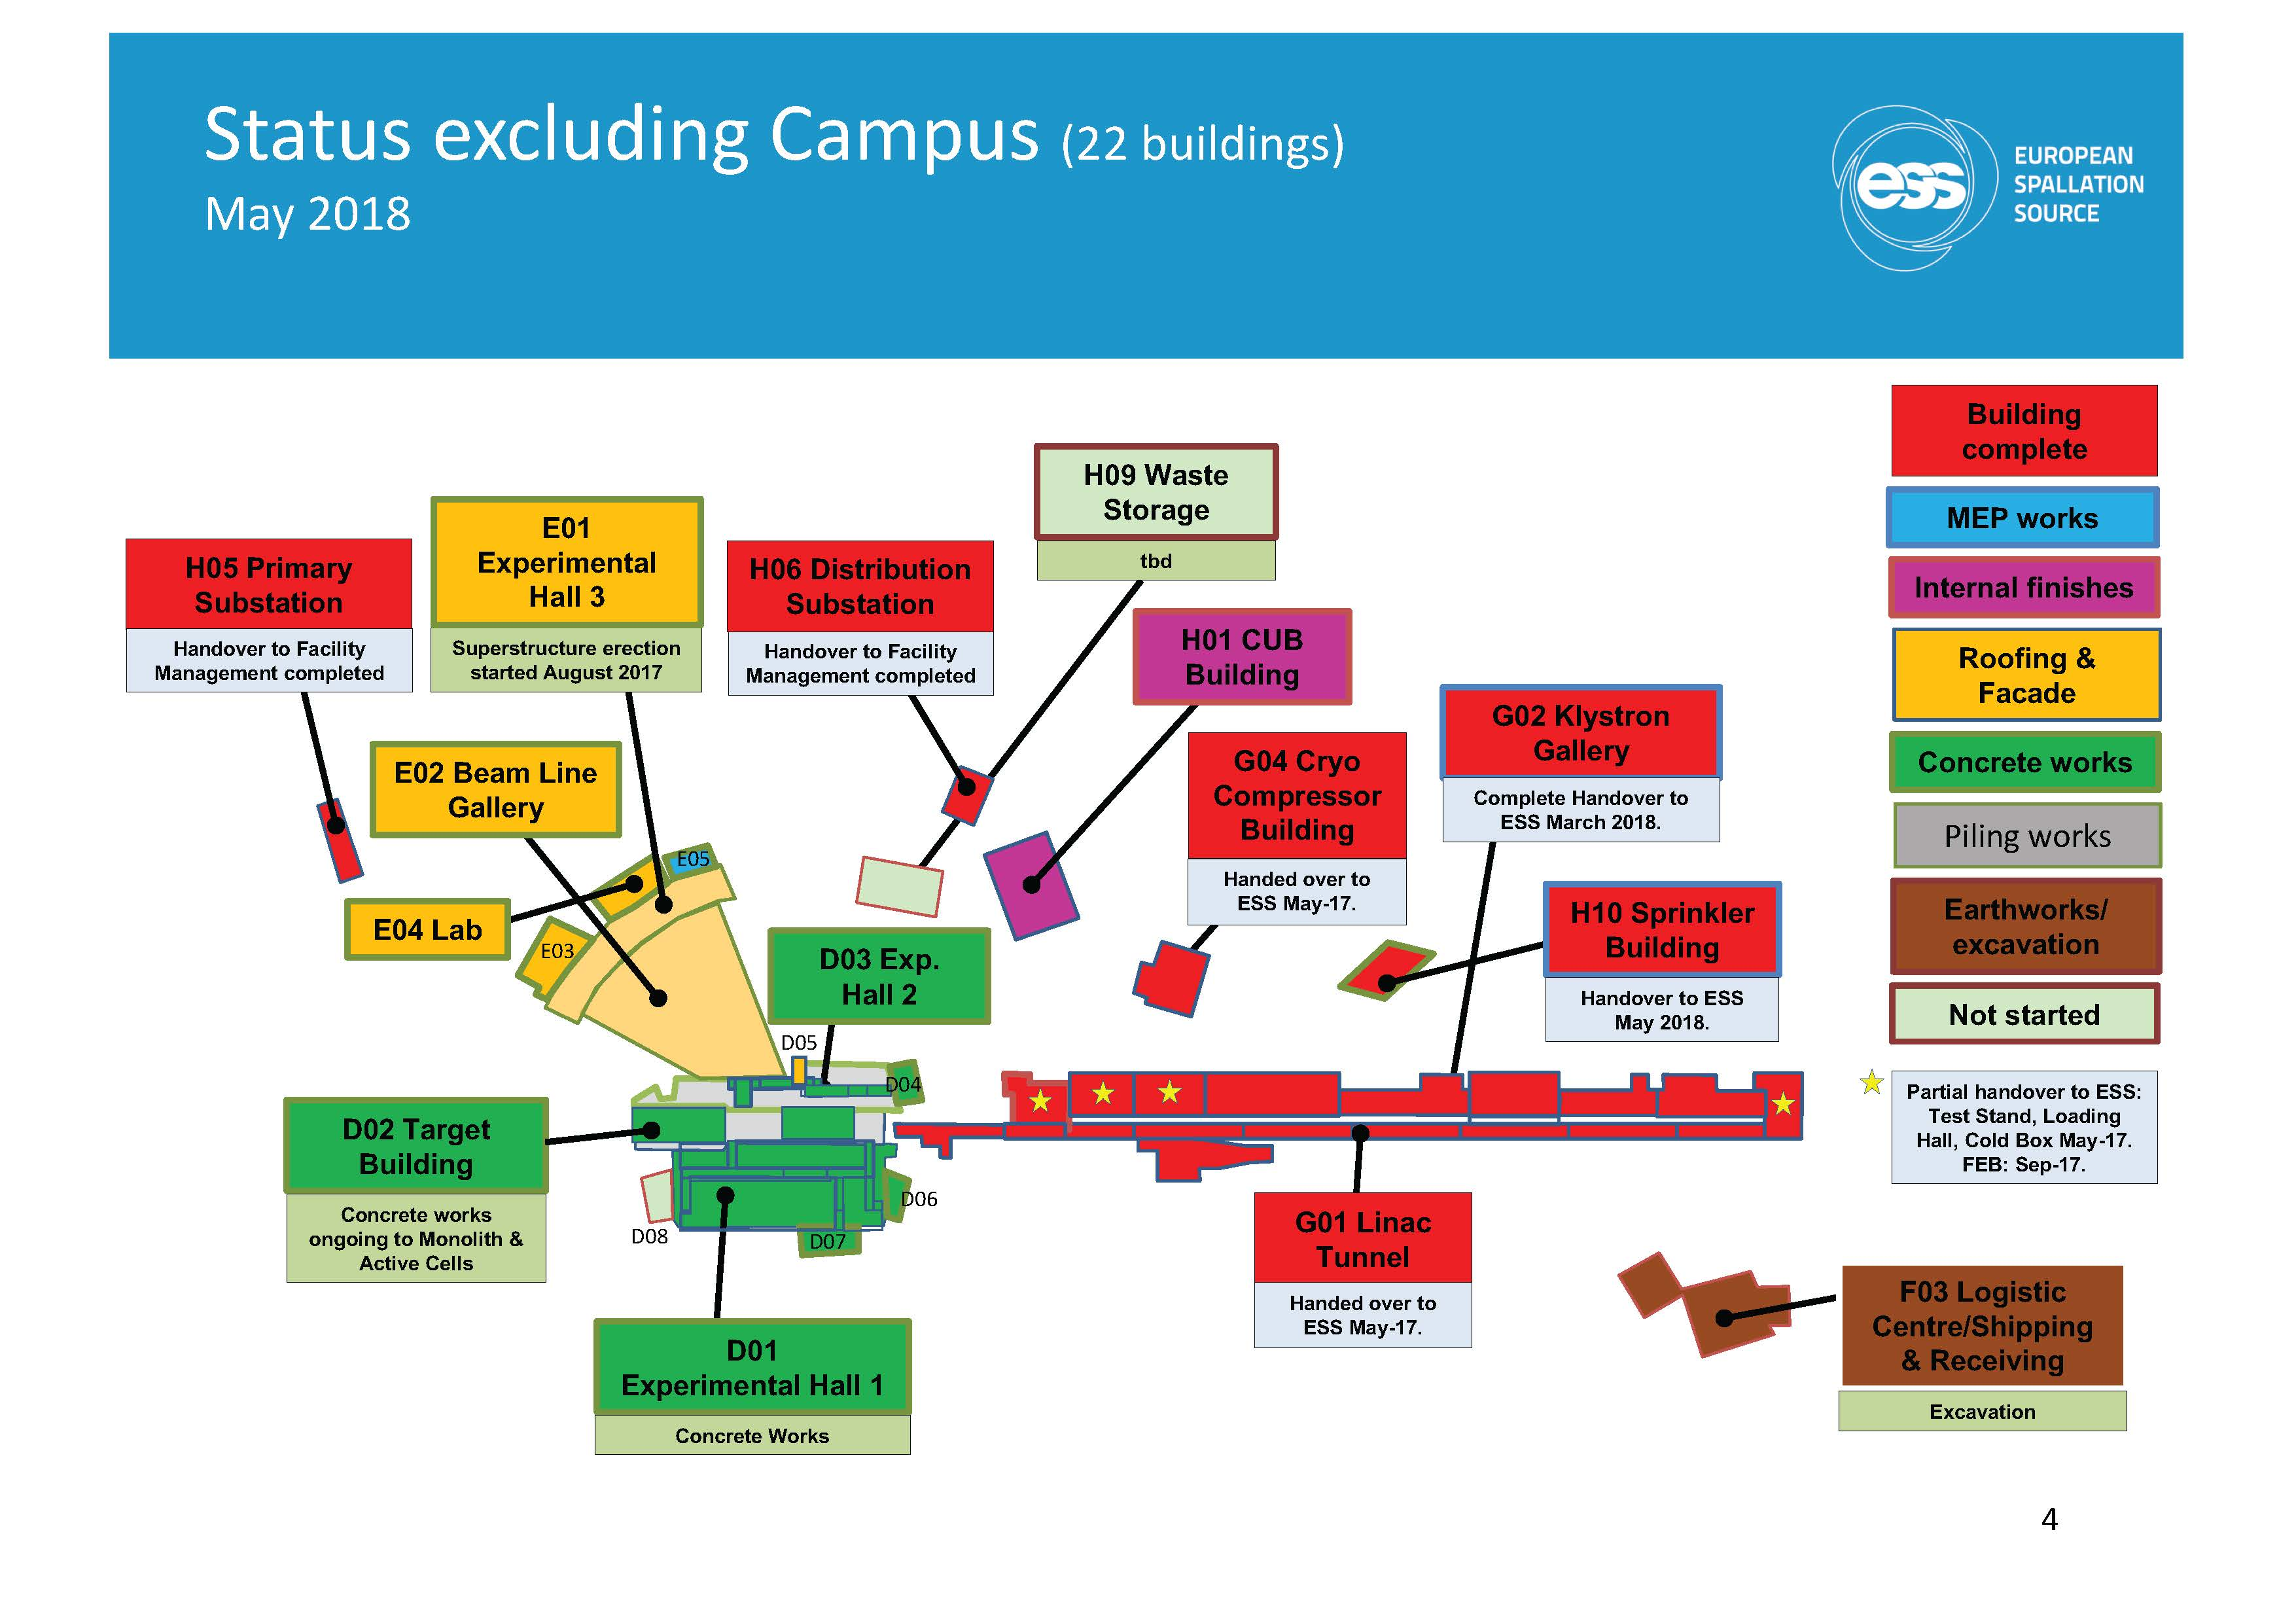 Status excluding Campus (22 buildings)
May 2018
ess
EUROPEAN
SPALLATION
SOURCE
Building
complete
MEP works
Internal finishes
Roofing &
Facade
Concrete works
Piling works
Earthworks/
excavation
Not started
Partial handover to ESS:
Test Stand, Loading
Hall, Cold Box May-17.
FEB: Sep-17.
H05 Primary
Substation
Handover to Facility
Management completed
E01
Experimental
Hall 3
Superstructure erection
started August 2017
H06 Distribution
Substation
Handover to Facility
Management completed
H09 Waste
Storage
tbd
H01 CUB
Building
G04 Cryo
Compressor
Building
Handed over to
ESS May-17.
G02 Klystron
Gallery
Complete Handover to
ESS March 2018.
H10 Sprinkler
Building
Handover to ESS
May 2018.
E02 Beam Line
Gallery
E05
E04 Lab
E03
D03 Exp.
Hall 2
D05
D04
D02 Target
Building
Concrete works
ongoing to Monolith &
Active Cells
D06
D08
D07
G01 Linac
Tunnel
Handed over to
ESS May-17.
F03 Logistic
Centre/Shipping
& Receiving
Excavation
D01
Experimental Hall 1
Concrete Works
4